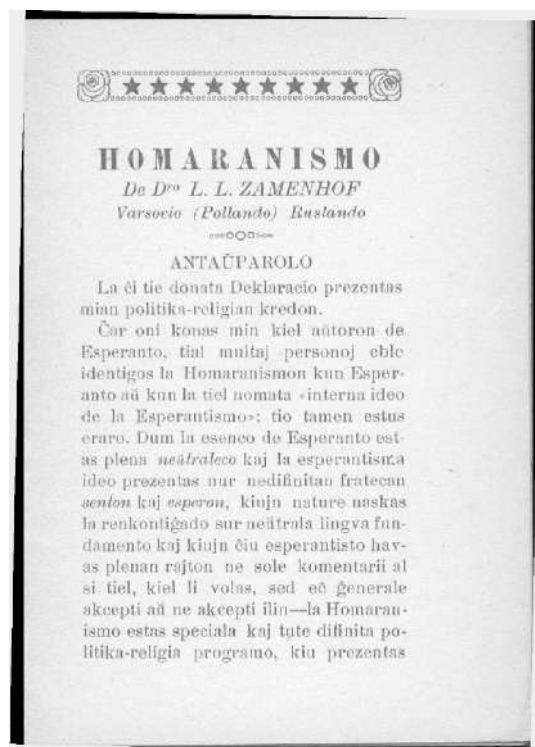 HOMARANISMO
De Dro L. L. ZAMENHOF
Varsovio (Pollando) Ruslando
ANTAŬPAROLO
La ĉi tie donata Deklaracio prezentas
mian politika-religian kredon.
Ĉar oni konas min kiel aŭtoron de
Esperanto, tial multaj personoj eble
identigos la Homaranismon kun Esper-
anto aŭ kun la tiel nomata «interna ideo
de la Esperantismo»: tio tamen estus
eraro. Dum la esenco de Esperanto est-
as plena neŭtraleco kaj la esperantisma
ideo prezentas nur nedifinitan fratecan
senton kaj esperon, kiujn nature naskas
la renkontiĝado sur neŭtrala lingva fun-
damento kaj kiujn ĉiu esperantisto hav-
as plenan rajton ne sole komentarii al
si tiel, kiel li volas, sed eĉ ĝenerale
akcepti aŭ ne akcepti ilin—la Homaran-
ismo estas speciala kaj tute difinita po-
litika-religia programo, kiu prezentas